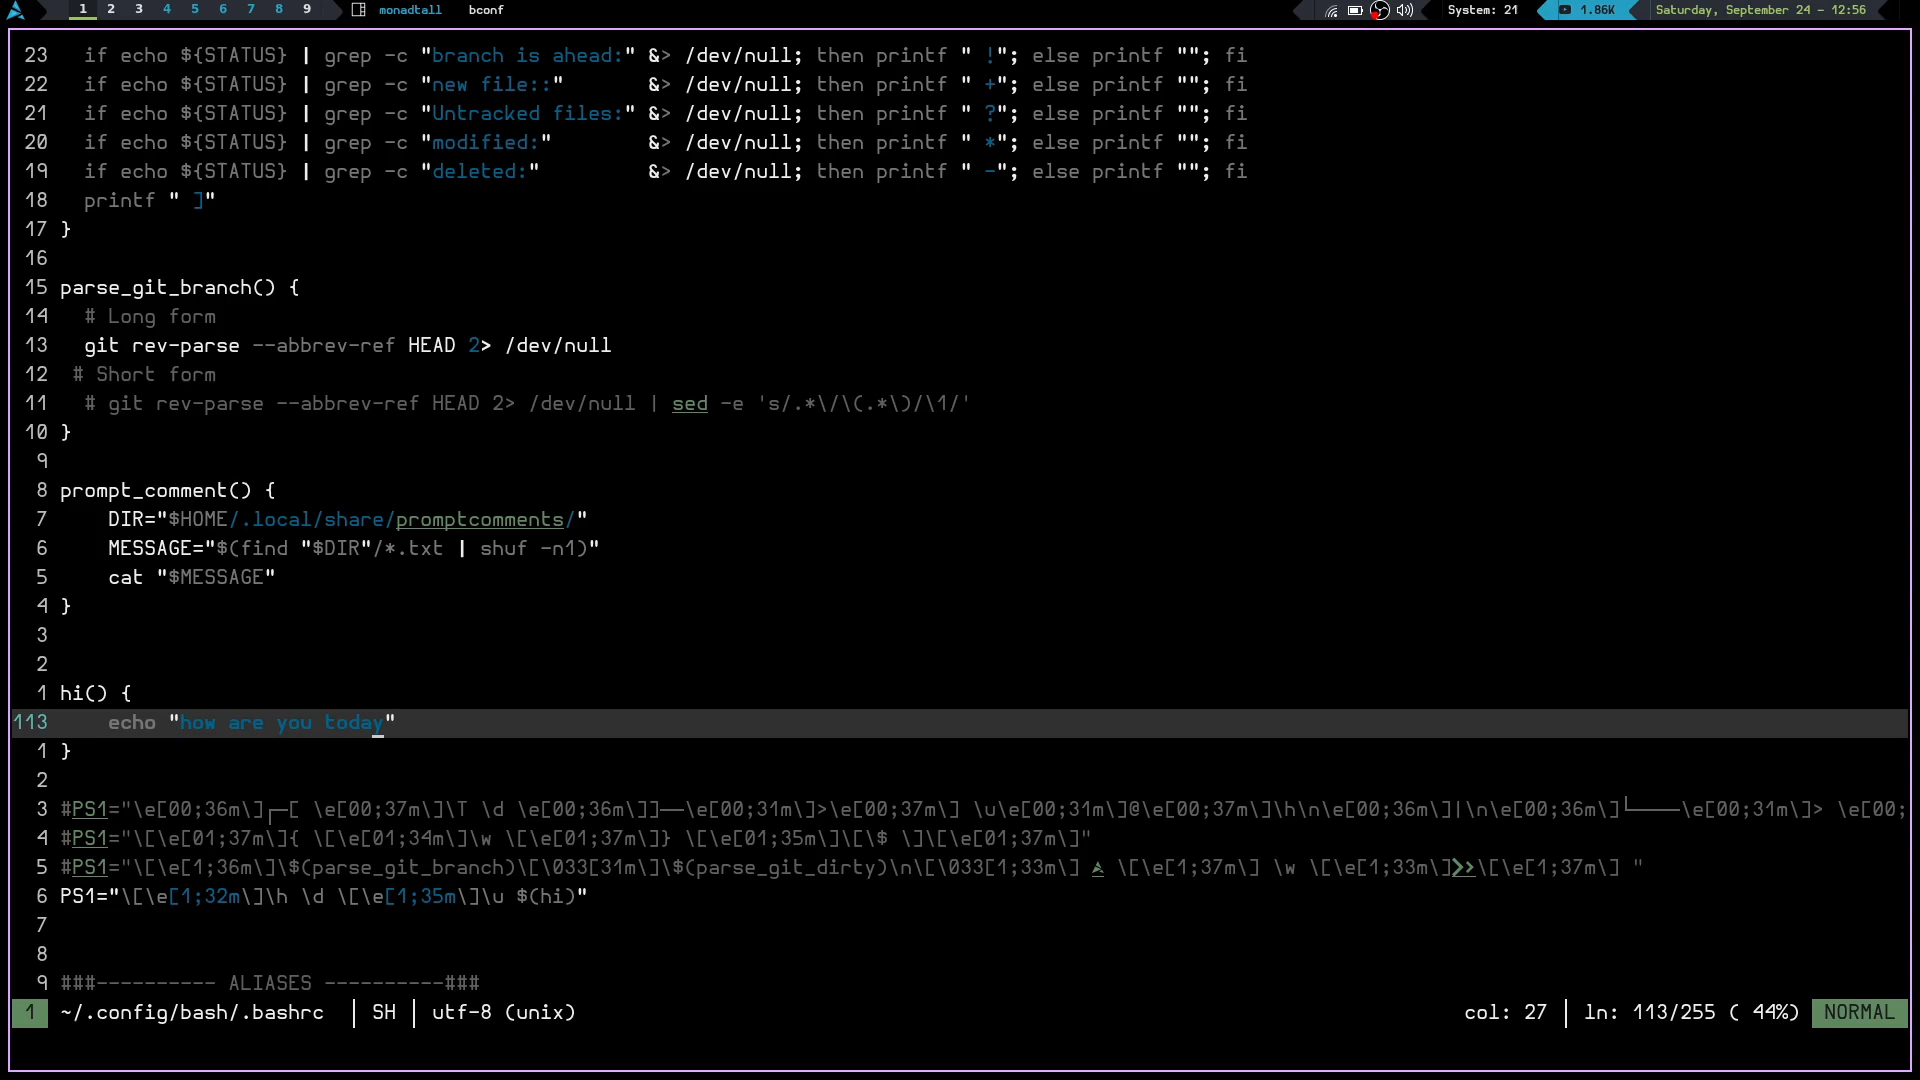 1 2 3 4 5 6 7 8 9 monadtall bconf System: 21 1.86K Saturday, September 24 - 12:56
23   if echo ${STATUS} | grep -c "branch is ahead:" &> /dev/null; then printf " !"; else printf ""; fi
22   if echo ${STATUS} | grep -c "new file::"       &> /dev/null; then printf " +"; else printf ""; fi
21   if echo ${STATUS} | grep -c "Untracked files:" &> /dev/null; then printf " ?"; else printf ""; fi
20   if echo ${STATUS} | grep -c "modified:"        &> /dev/null; then printf " *"; else printf ""; fi
19   if echo ${STATUS} | grep -c "deleted:"         &> /dev/null; then printf " -"; else printf ""; fi
18   printf " ]"
17 }
16
15 parse_git_branch() {
14   # Long form
13   git rev-parse --abbrev-ref HEAD 2> /dev/null
12  # Short form
11   # git rev-parse --abbrev-ref HEAD 2> /dev/null | sed -e 's/.*\/\(.*\)/\1/'
10 }
9
8 prompt_comment() {
7     DIR="$HOME/.local/share/promptcomments/"
6     MESSAGE="$(find "$DIR"/*.txt | shuf -n1)"
5     cat "$MESSAGE"
4 }
3
2
1 hi() {
113     echo "how are you today"
1 }
2
3 #PS1="\e[00;36m\]┌─[ \e[00;37m\]\T \d \e[00;36m\]]──\e[00;31m\]>\e[00;37m\] \u\e[00;31m\]@\e[00;37m\]\h\n\e[00;36m\]|\n\e[00;36m\]└────\e[00;31m\]> \e[00;
4 #PS1="\[\e[01;37m\]{ \[\e[01;34m\]\w \[\e[01;37m\]} \[\e[01;35m\]\[\$ \]\[\e[01;37m\]"
5 #PS1="\[\e[1;36m\]\$(parse_git_branch)\[\033[31m\]\$(parse_git_dirty)\n\[\033[1;33m\]  \[\e[1;37m\] \w \[\e[1;33m\]>>\[\e[1;37m\] "
6 PS1="\[\e[1;32m\]\h \d \[\e[1;35m\]\u $(hi)"
7
8
9 ###---------- ALIASES ----------###
1 ~/.config/bash/.bashrc | SH | utf-8 (unix) col: 27 | ln: 113/255 ( 44%) NORMAL